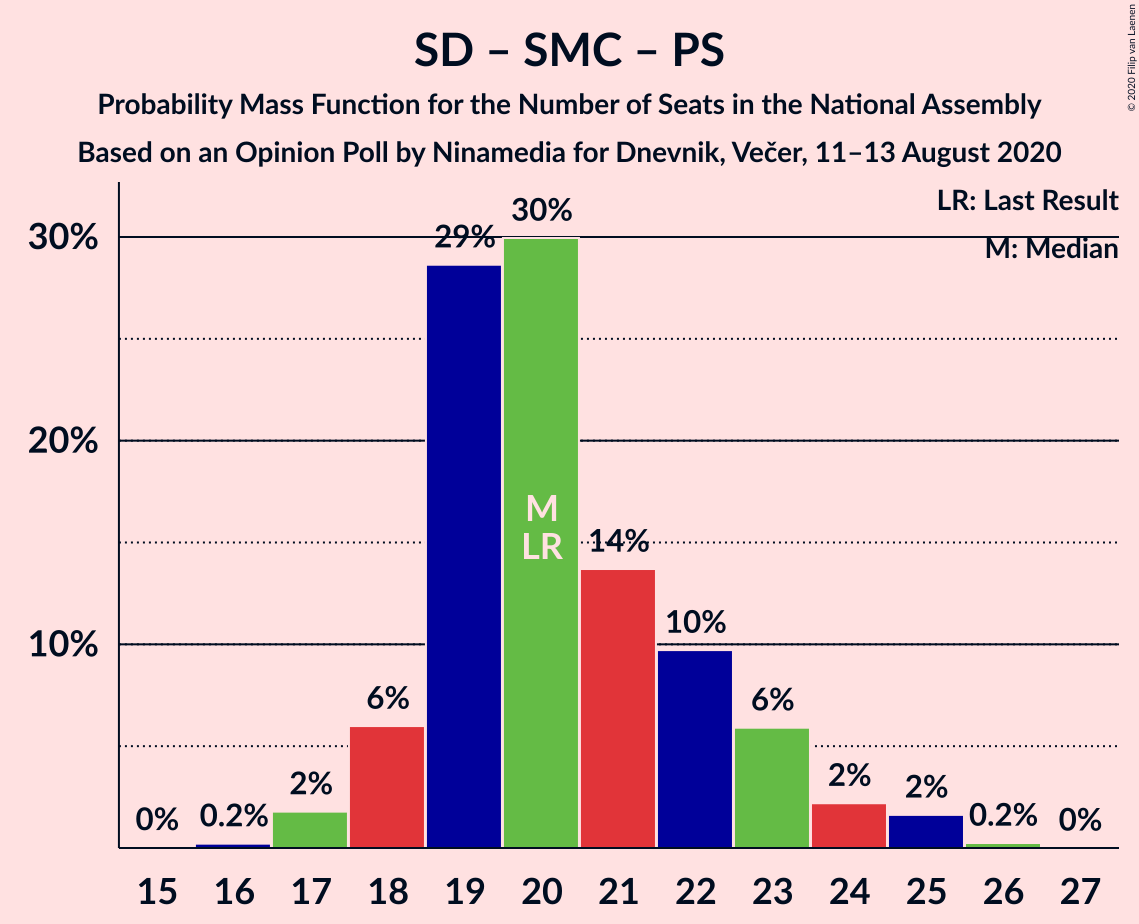 SD – SMC – PS
Probability Mass Function for the Number of Seats in the National Assembly
Based on an Opinion Poll by Ninamedia for Dnevnik, Večer, 11–13 August 2020
© 2020 Filip van Laenen
LR: Last Result
M: Median
30%
20%
10%
0%
0.2%
2%
6%
29%
30%
14%
10%
6%
2%
2%
0.2%
0%
M
LR
15 16 17 18 19 20 21 22 23 24 25 26 27